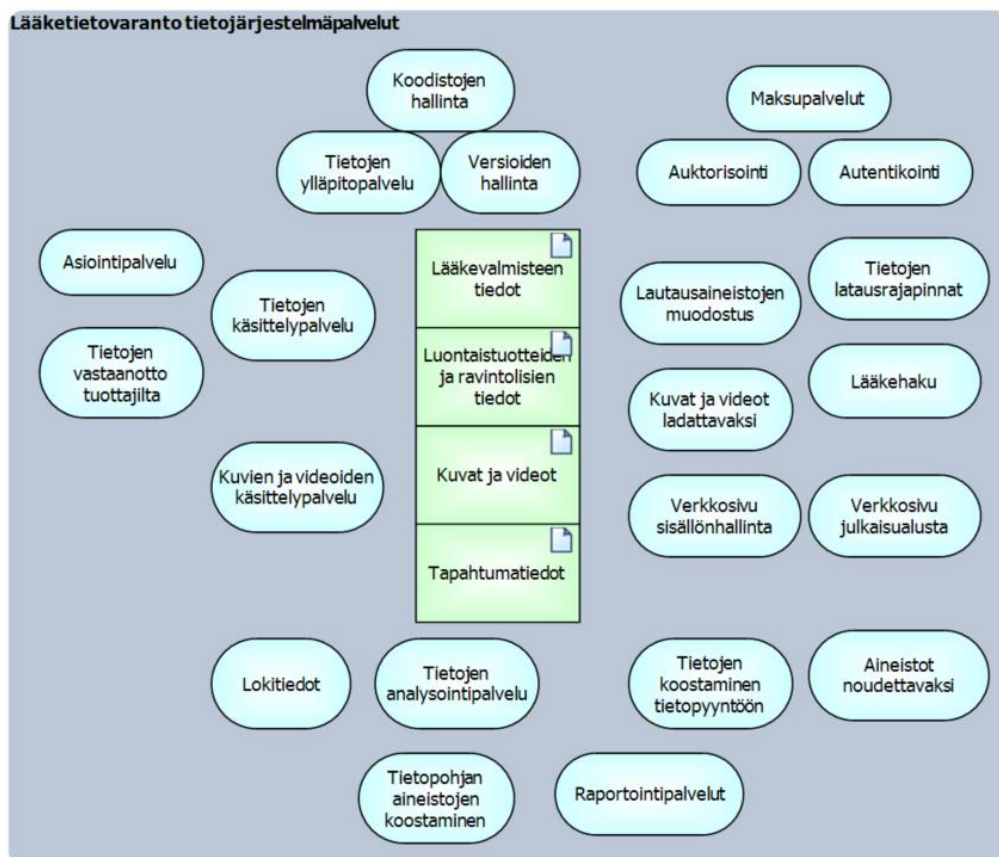 Lääketietovaranto tietojärjestelmäpalvelut
Koodistojen
hallinta
Maksupalvelut
Tietojen
ylläpitopalvelu
Versioiden
hallinta
Auktorisointi
Autentikointi
Asiointipalvelu
Tietojen
käsittelypalvelu
Lääkevalmisteen
tiedot
Lautausaineistojen
muodostus
Tietojen
latausrajapinnat
Tietojen
vastaanotto
tuottajilta
Luontaistuotteiden
ja ravintolisien
tiedot
Kuvat ja videot
ladattavaksi
Lääkehaku
Kuvien ja videoiden
käsittelypalvelu
Kuvat ja videot
Verkkosivu
sisällönhallinta
Verkkosivu
julkaisualusta
Tapahtumatiedot
Lokitiedot
Tietojen
analysointipalvelu
Tietojen
koostaminen
tietopyyntöön
Aineistot
noudettavaksi
Tietopohjan
aineistojen
koostaminen
Raportointipalvelut